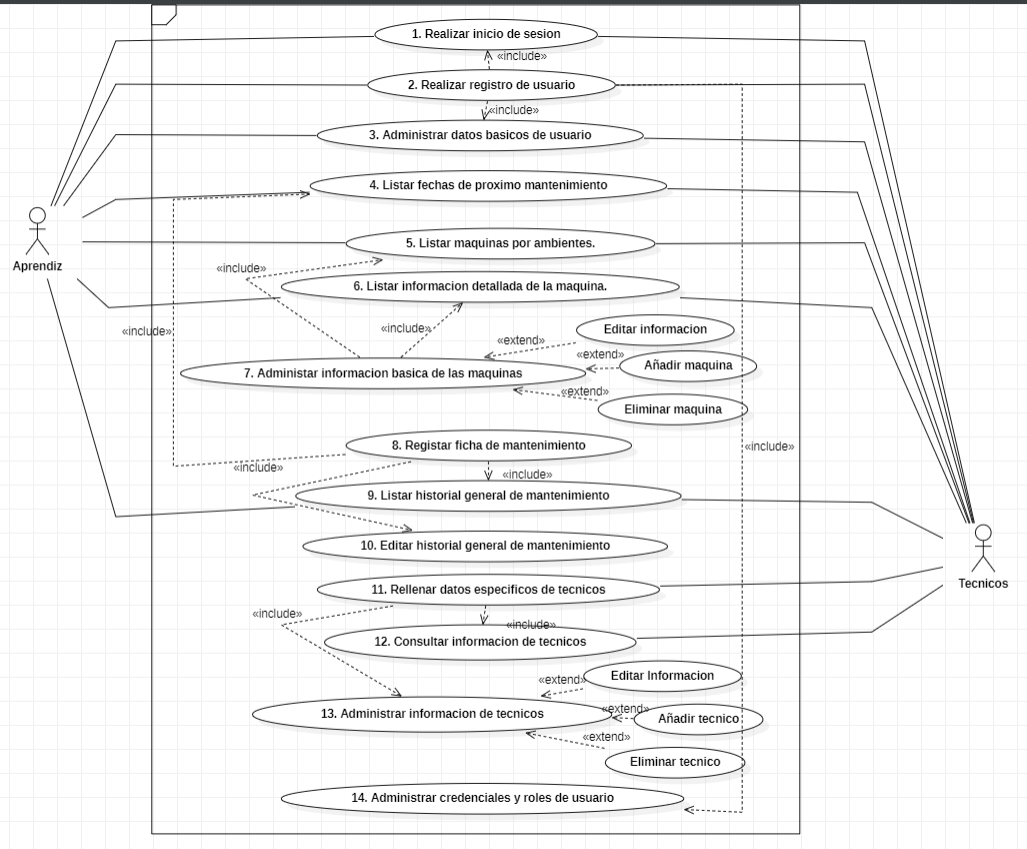 1. Realizar inicio de sesion
«include»
2. Realizar registro de usuario
«include»
3. Administrar datos basicos de usuario
4. Listar fechas de proximo mantenimiento
Aprendiz
5. Listar maquinas por ambientes.
«include»
6. Listar informacion detallada de la maquina.
«include»
«include»
Editar informacion
«extend»
«extend»
Añadir maquina
7. Administar informacion basica de las maquinas
«extend»
Eliminar maquina
8. Registar ficha de mantenimiento
«include»
«include»
«include»
9. Listar historial general de mantenimiento
10. Editar historial general de mantenimiento
Tecnicos
11. Rellenar datos especificos de tecnicos
«include»
«include»
12. Consultar informacion de tecnicos
Editar Informacion
«extend»
«extend»
13. Administrar informacion de tecnicos
Añadir tecnico
«extend»
Eliminar tecnico
14. Administrar credenciales y roles de usuario